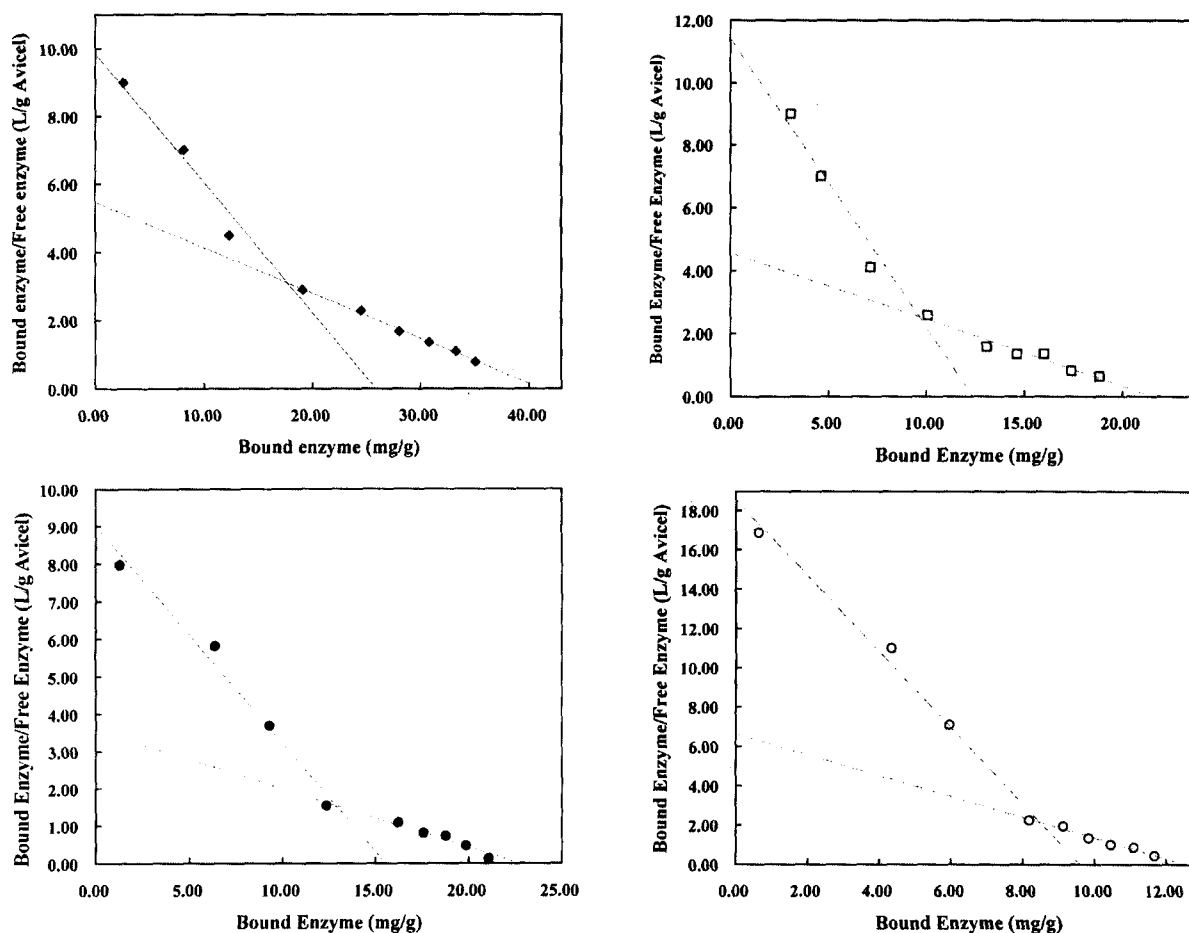 Bound enzyme/Free enzyme (L/g Avicel)
10.00
8.00
6.00
4.00
2.00
0.00
0.00 10.00 20.00 30.00 40.00
Bound enzyme (mg/g)
Bound Enzyme/Free Enzyme (L/g Avicel)
12.00
10.00
8.00
6.00
4.00
2.00
0.00
0.00 5.00 10.00 15.00 20.00
Bound Enzyme (mg/g)
Bound Enzyme/Free Enzyme (L/g Avicel)
10.00
9.00
8.00
7.00
6.00
5.00
4.00
3.00
2.00
1.00
0.00
0.00 5.00 10.00 15.00 20.00 25.00
Bound Enzyme (mg/g)
Bound Enzyme/Free Enzyme (L/g Avicel)
18.00
16.00
14.00
12.00
10.00
8.00
6.00
4.00
2.00
0.00
0.00 2.00 4.00 6.00 8.00 10.00 12.00
Bound Enzyme (mg/g)